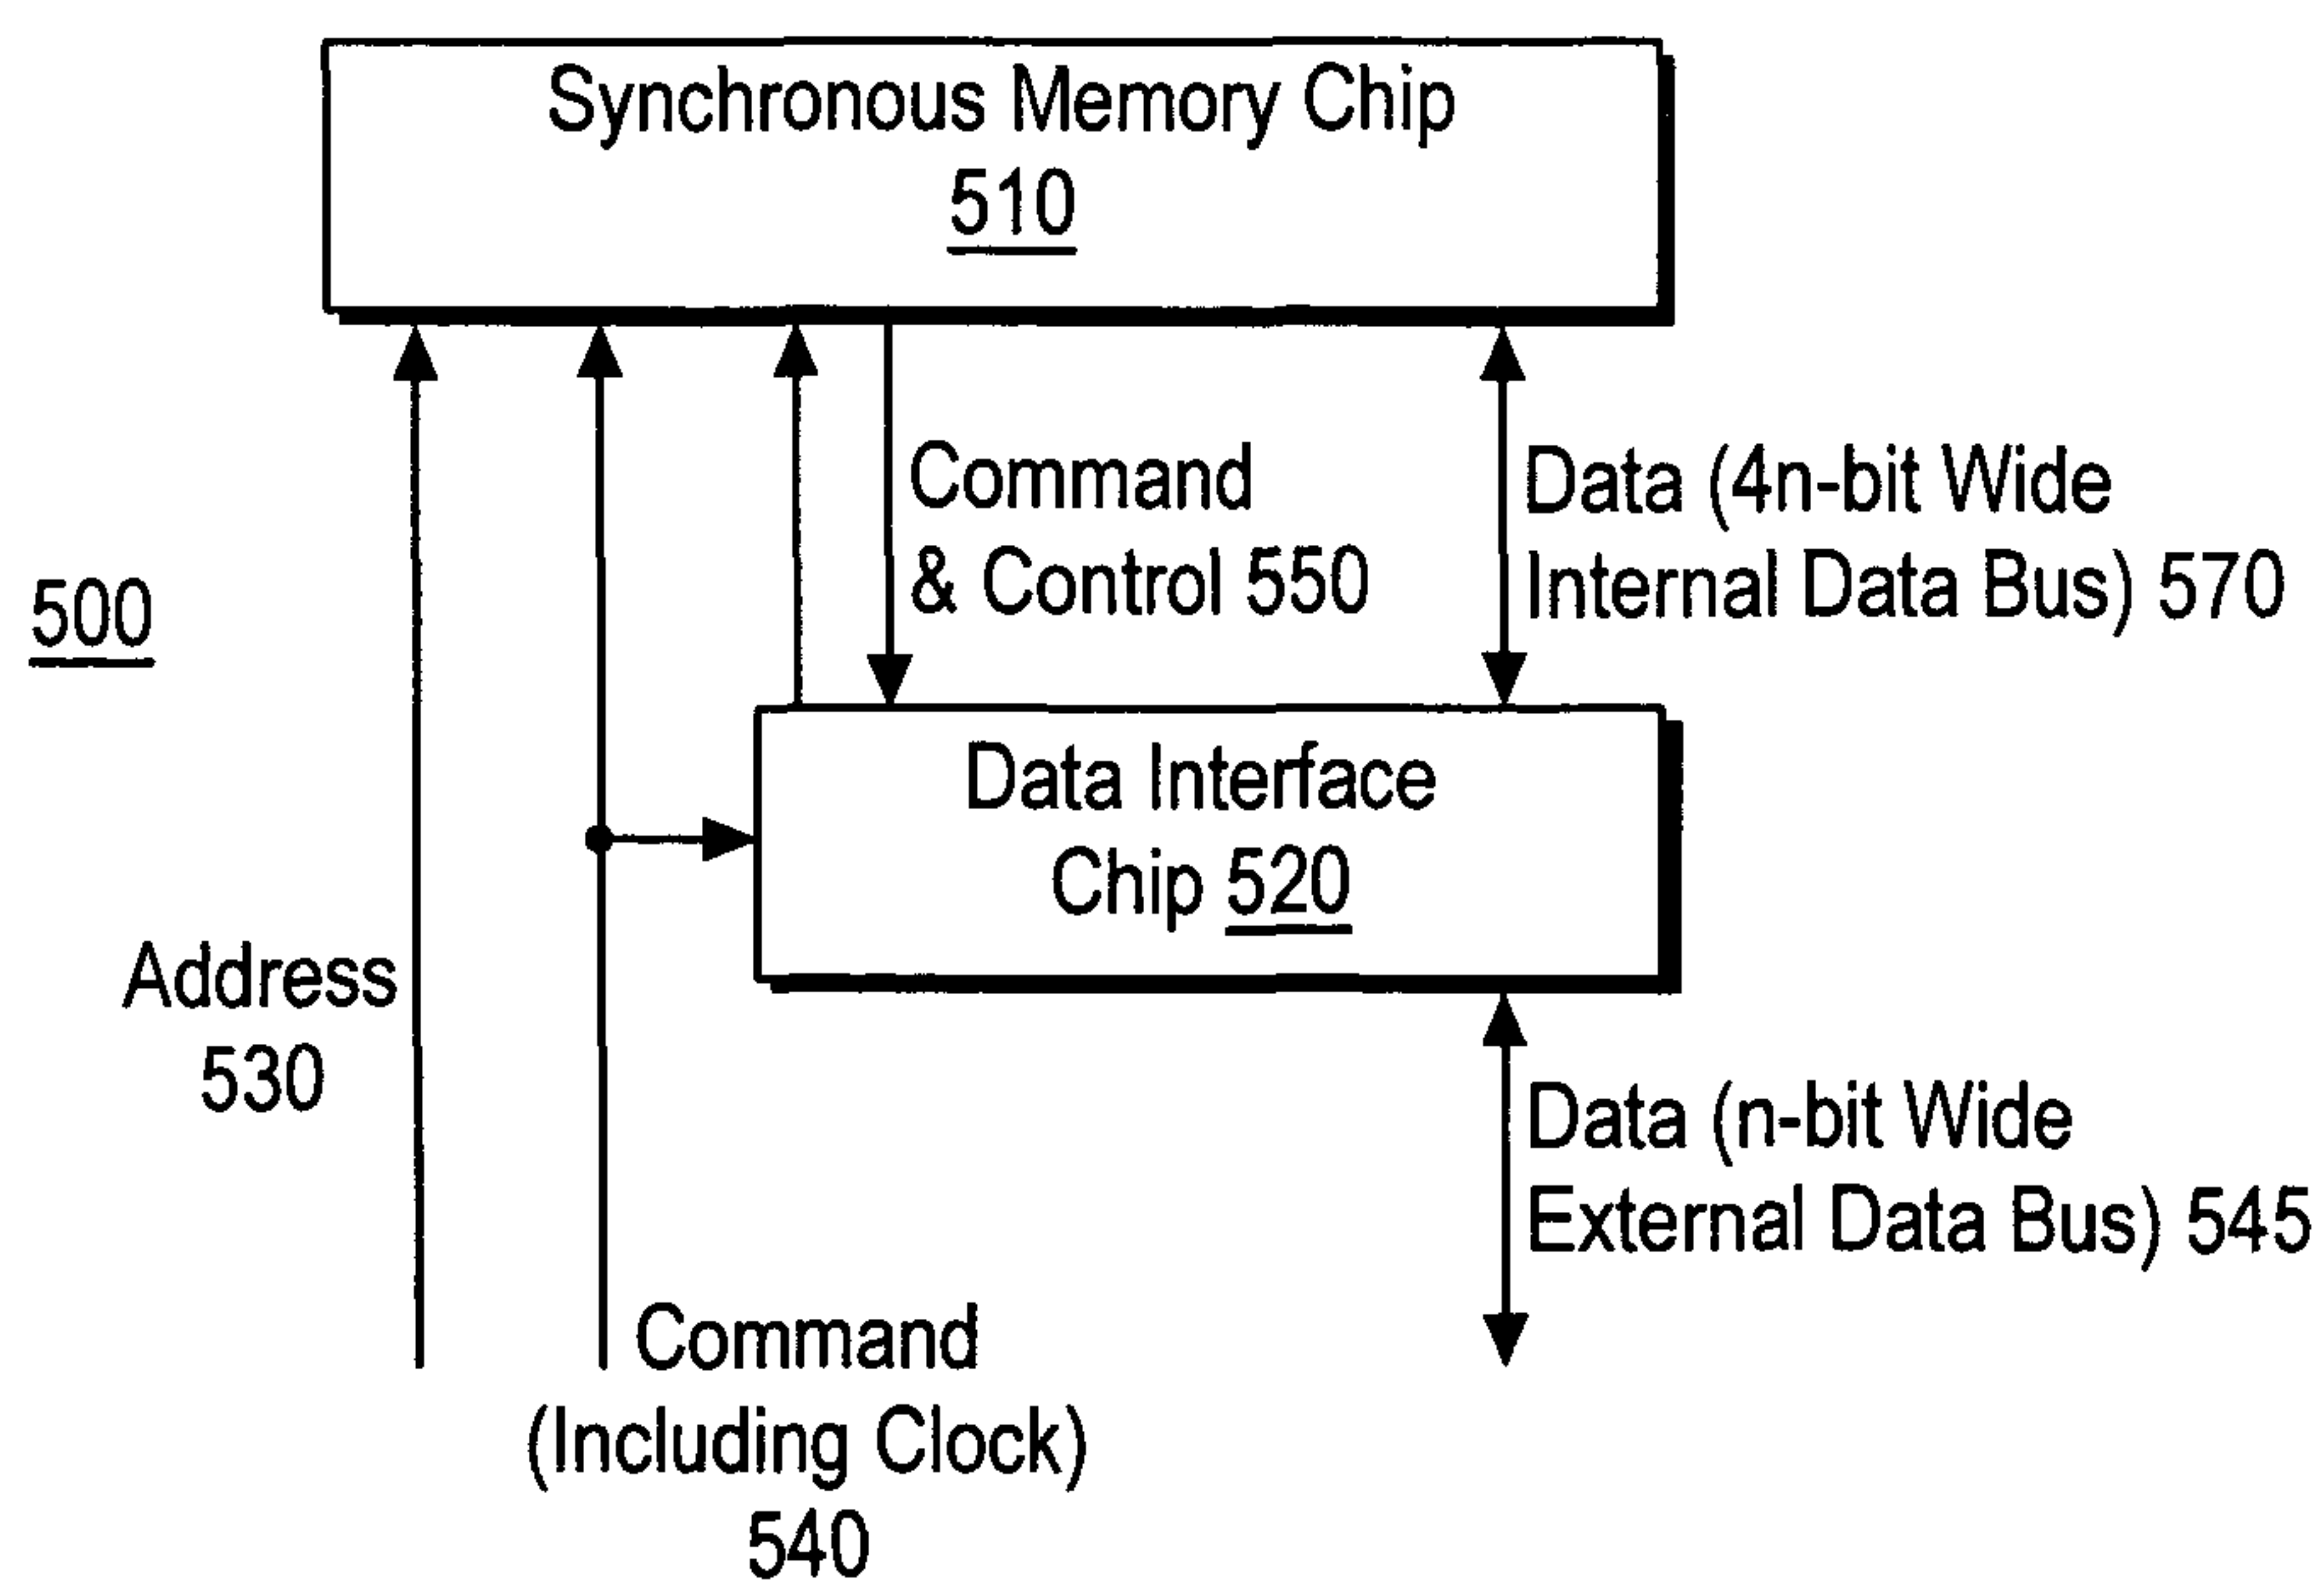 Synchronous Memory Chip
510
Command
& Control 550
Data (4n-bit Wide
Internal Data Bus) 570
500
Data Interface
Chip 520
Address
530
Data (n-bit Wide
External Data Bus) 545
Command
(Including Clock)
540